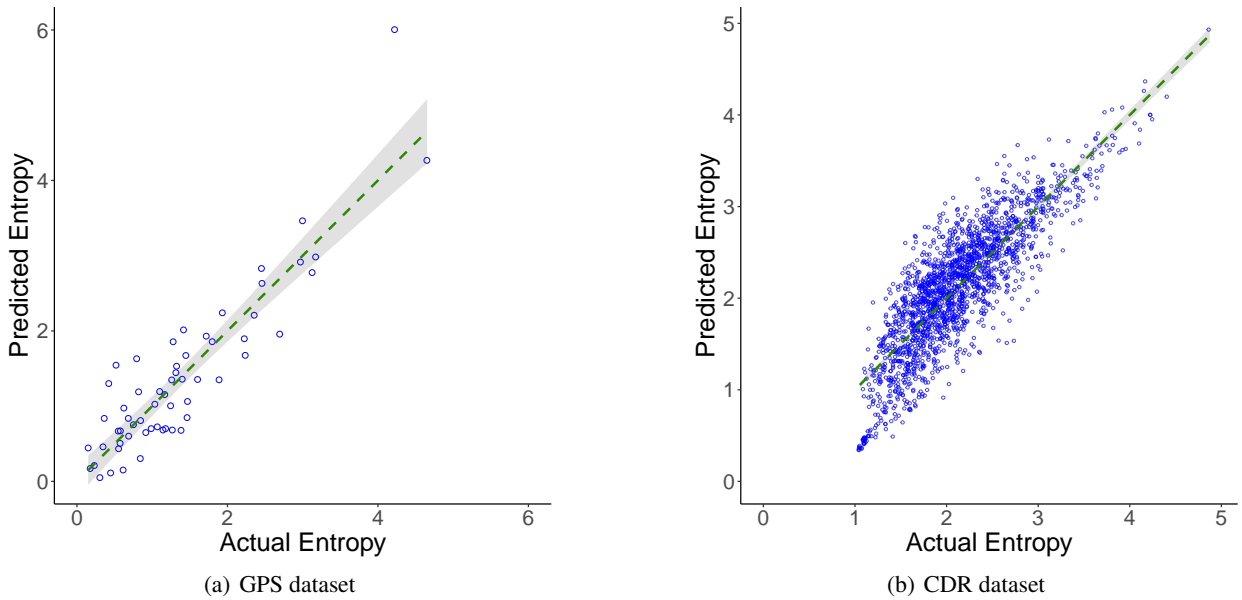 Predicted Entropy
6
4
2
0
0 2 4 6
Actual Entropy
(a) GPS dataset
Predicted Entropy
5
4
3
2
1
0
0 1 2 3 4 5
Actual Entropy
(b) CDR dataset